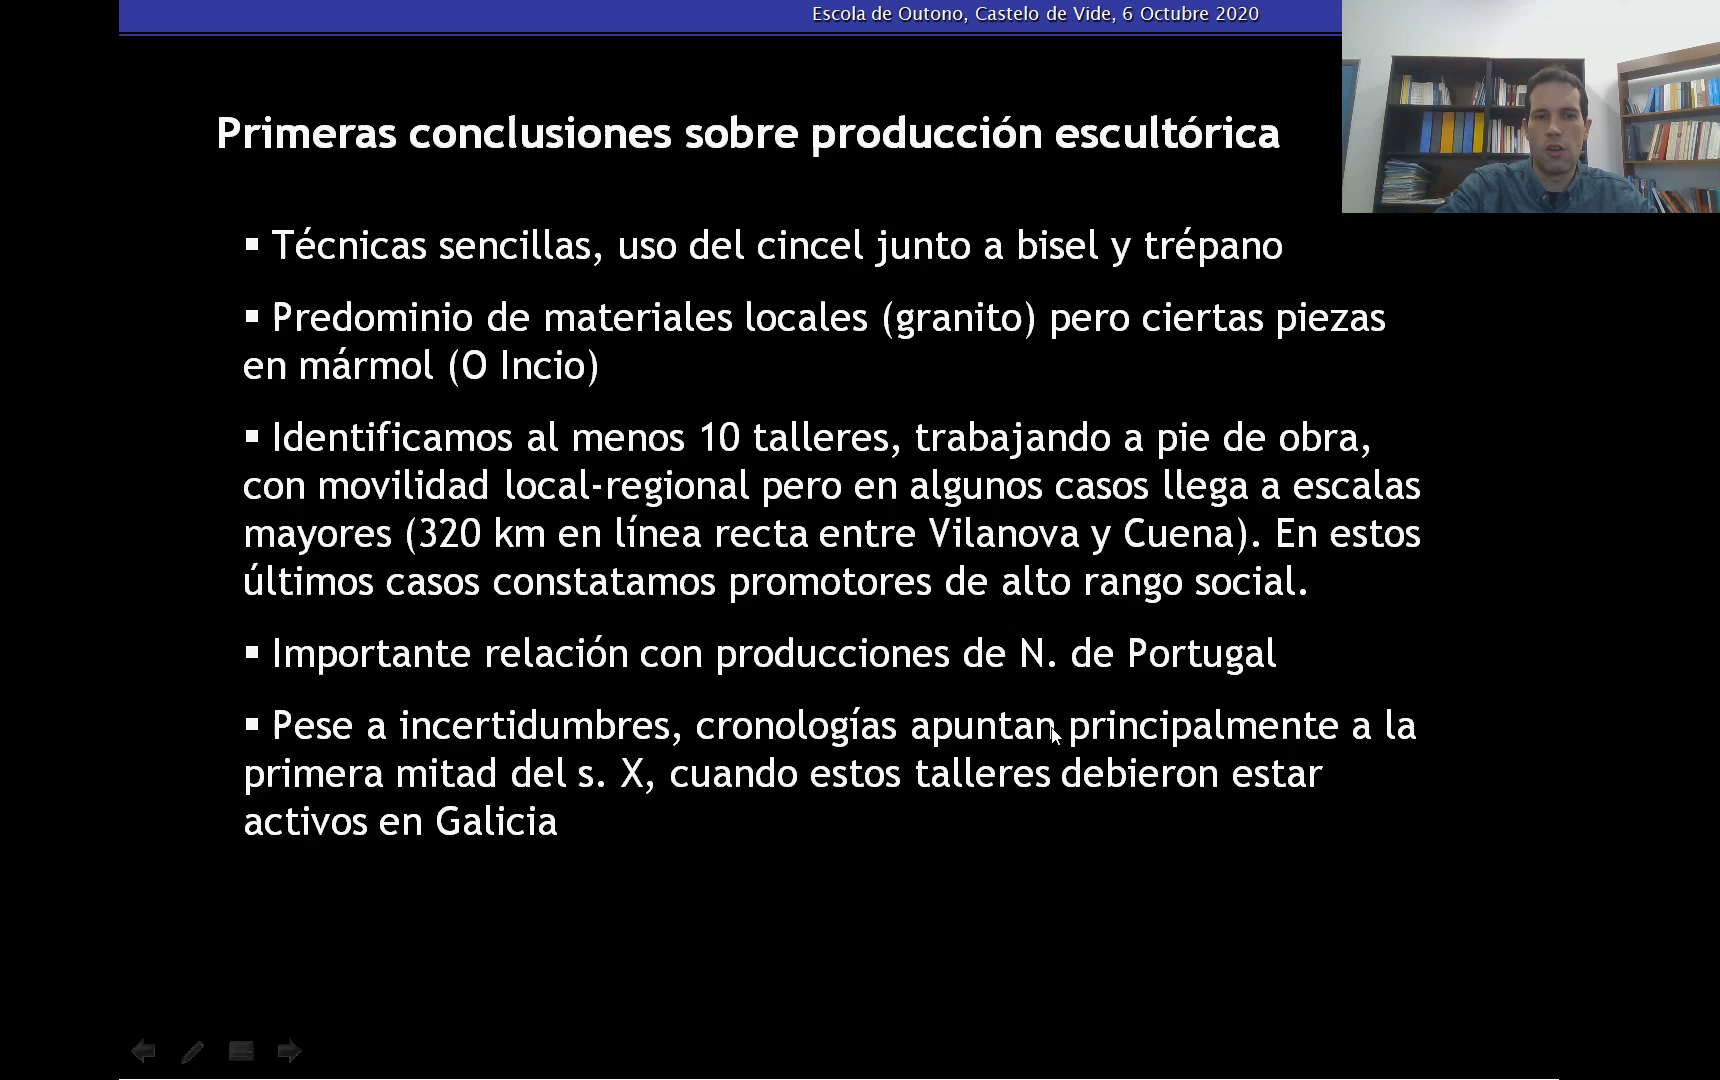 Escola de Outono, Castelo de Vide, 6 Octubre 2020
Primeras conclusiones sobre producción escultórica
▪ Técnicas sencillas, uso del cincel junto a bisel y trépano
▪ Predominio de materiales locales (granito) pero ciertas piezas
en mármol (O Incio)
▪ Identificamos al menos 10 talleres, trabajando a pie de obra,
con movilidad local-regional pero en algunos casos llega a escalas
mayores (320 km en línea recta entre Vilanova y Cuena). En estos
últimos casos constatamos promotores de alto rango social.
▪ Importante relación con producciones de N. de Portugal
▪ Pese a incertidumbres, cronologías apuntan principalmente a la
primera mitad del s. X, cuando estos talleres debieron estar
activos en Galicia